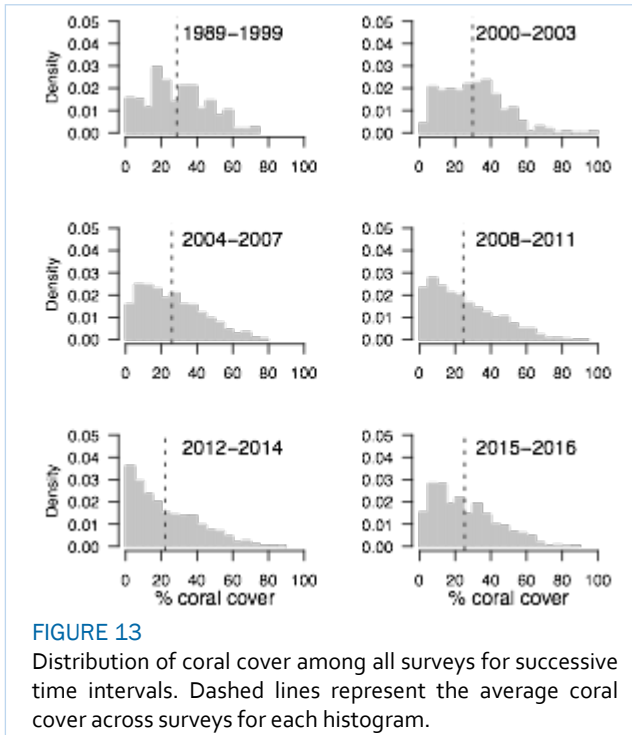 1989–1999
Density
0.05
0.04
0.03
0.02
0.01
0.00
0 20 40 60 80 100
2000–2003
0.05
0.04
0.03
0.02
0.01
0.00
0 20 40 60 80 100
2004–2007
Density
0.05
0.04
0.03
0.02
0.01
0.00
0 20 40 60 80 100
2008–2011
0.05
0.04
0.03
0.02
0.01
0.00
0 20 40 60 80 100
2012–2014
Density
0.05
0.04
0.03
0.02
0.01
0.00
0 20 40 60 80 100
% coral cover
2015–2016
0.05
0.04
0.03
0.02
0.01
0.00
0 20 40 60 80 100
% coral cover
FIGURE 13
Distribution of coral cover among all surveys for successive
time intervals. Dashed lines represent the average coral
cover across surveys for each histogram.